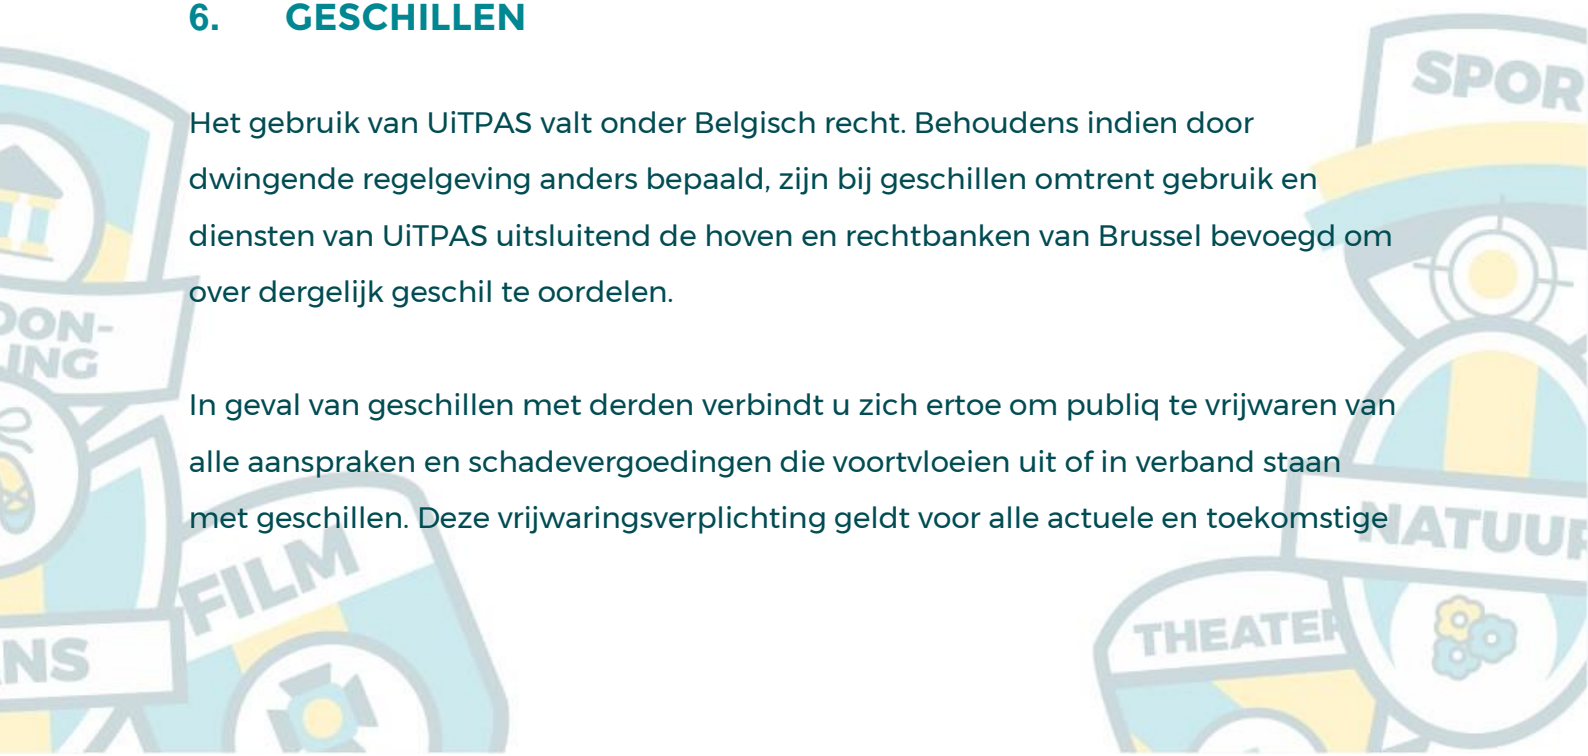 6. GESCHILLEN
SPOR
Het gebruik van UiTPAS valt onder Belgisch recht. Behoudens indien door
dwingende regelgeving anders bepaald, zijn bij geschillen omtrent gebruik en
diensten van UiTPAS uitsluitend de hoven en rechtbanken van Brussel bevoegd om
over dergelijk geschil te oordelen.
OON-
LING
In geval van geschillen met derden verbindt u zich ertoe om publiq te vrijwaren van
alle aanspraken en schadevergoedingen die voortvloeien uit of in verband staan
met geschillen. Deze vrijwaringsverplichting geldt voor alle actuele en toekomstige
NATUUR
FILM
THEATER
NS